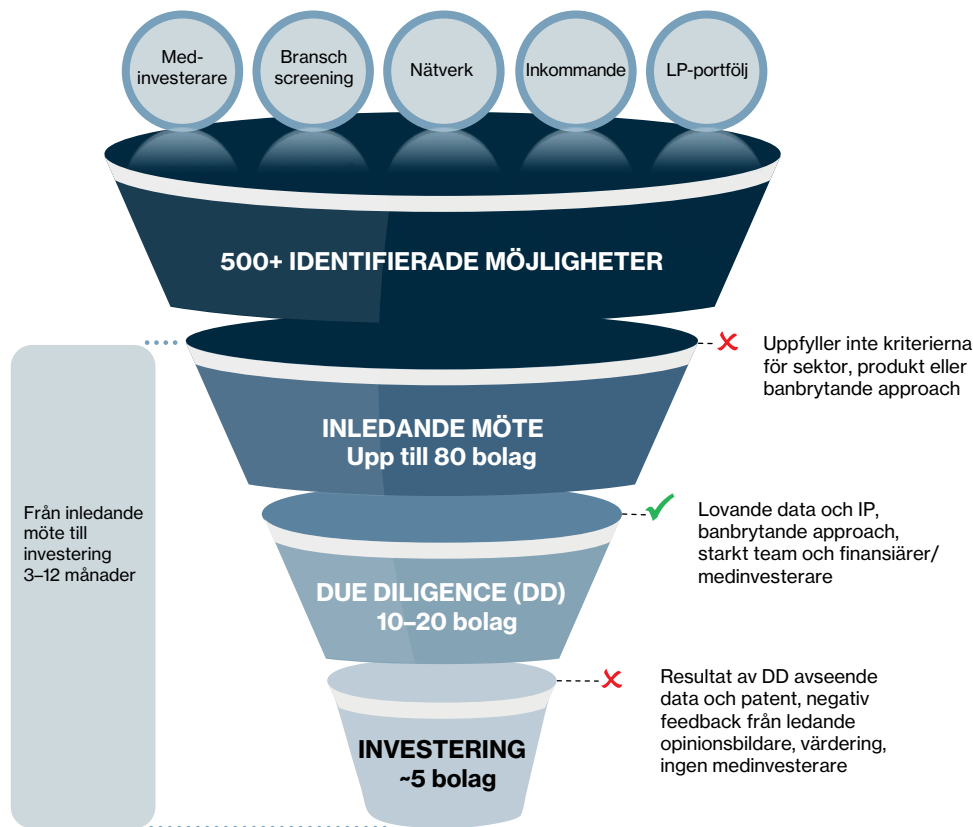 Med-
investerare
Bransch
screening
Nätverk
Inkommande
LP-portfölj
500+ IDENTIFIERADE MÖJLIGHETER
Uppfyller inte kriterierna
för sektor, produkt eller
banbrytande approach
INLEDANDE MÖTE
Upp till 80 bolag
Från inledande
möte till
investering
3–12 månader
Lovande data och IP,
banbrytande approach,
starkt team och finansiärer/
medinvesterare
DUE DILIGENCE (DD)
10–20 bolag
Resultat av DD avseende
data och patent, negativ
feedback från ledande
opinionsbildare, värdering,
ingen medinvesterare
INVESTERING
~5 bolag